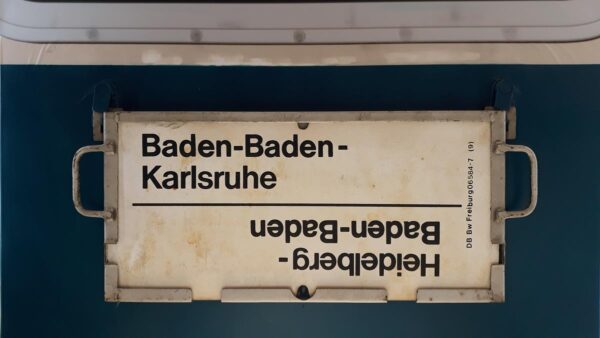 Baden-Baden-
Karlsruhe
Heidelberg-
Baden-Baden
DB Bw Freiburg 06584-7 (9)